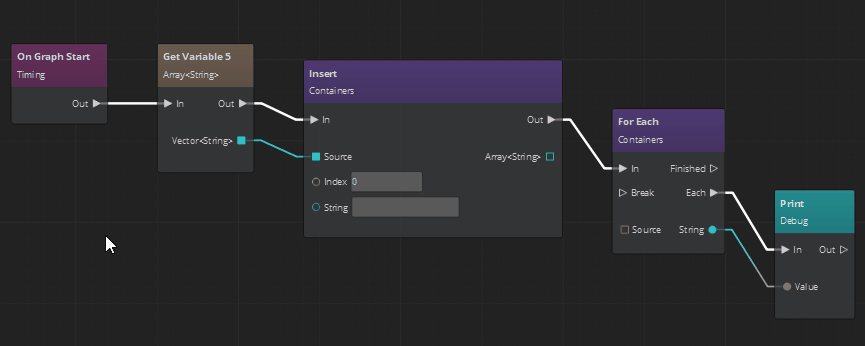 On Graph Start
Timing
Out
Get Variable 5
Array<String>
In Out
Vector<String>
Insert
Containers
In Out
Source Array<String>
Index 0
String
For Each
Containers
In Finished
Break Each
Source String
Print
Debug
In Out
Value